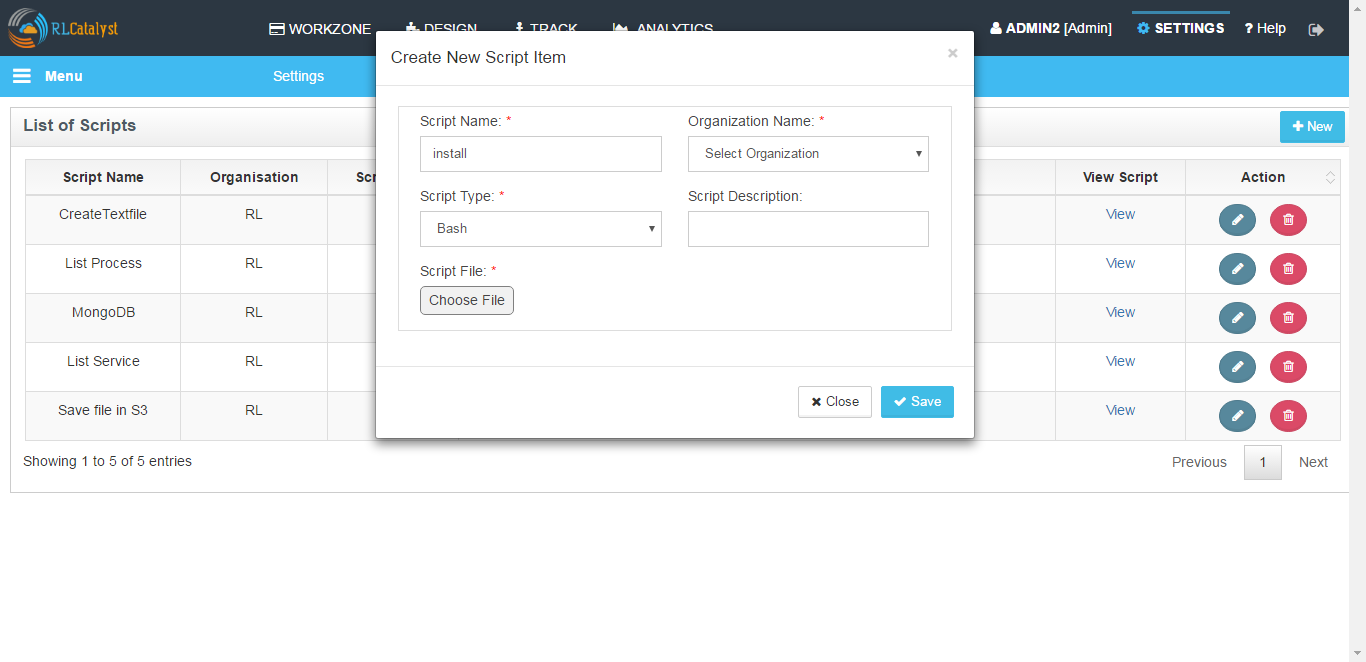 RLCatalyst
WORKZONE DESIGN TRACK ANALYTICS ADMIN2 [Admin] SETTINGS ? Help
Menu Settings
Create New Script Item ×
List of Scripts
+ New
Script Name: * Organization Name: *
install Select Organization
Script Type: * Script Description:
Bash
Script File: *
Choose File
Close Save
Script Name Organisation Scr View Script Action
CreateTextfile RL View
List Process RL View
MongoDB RL View
List Service RL View
Save file in S3 RL View
Showing 1 to 5 of 5 entries Previous 1 Next